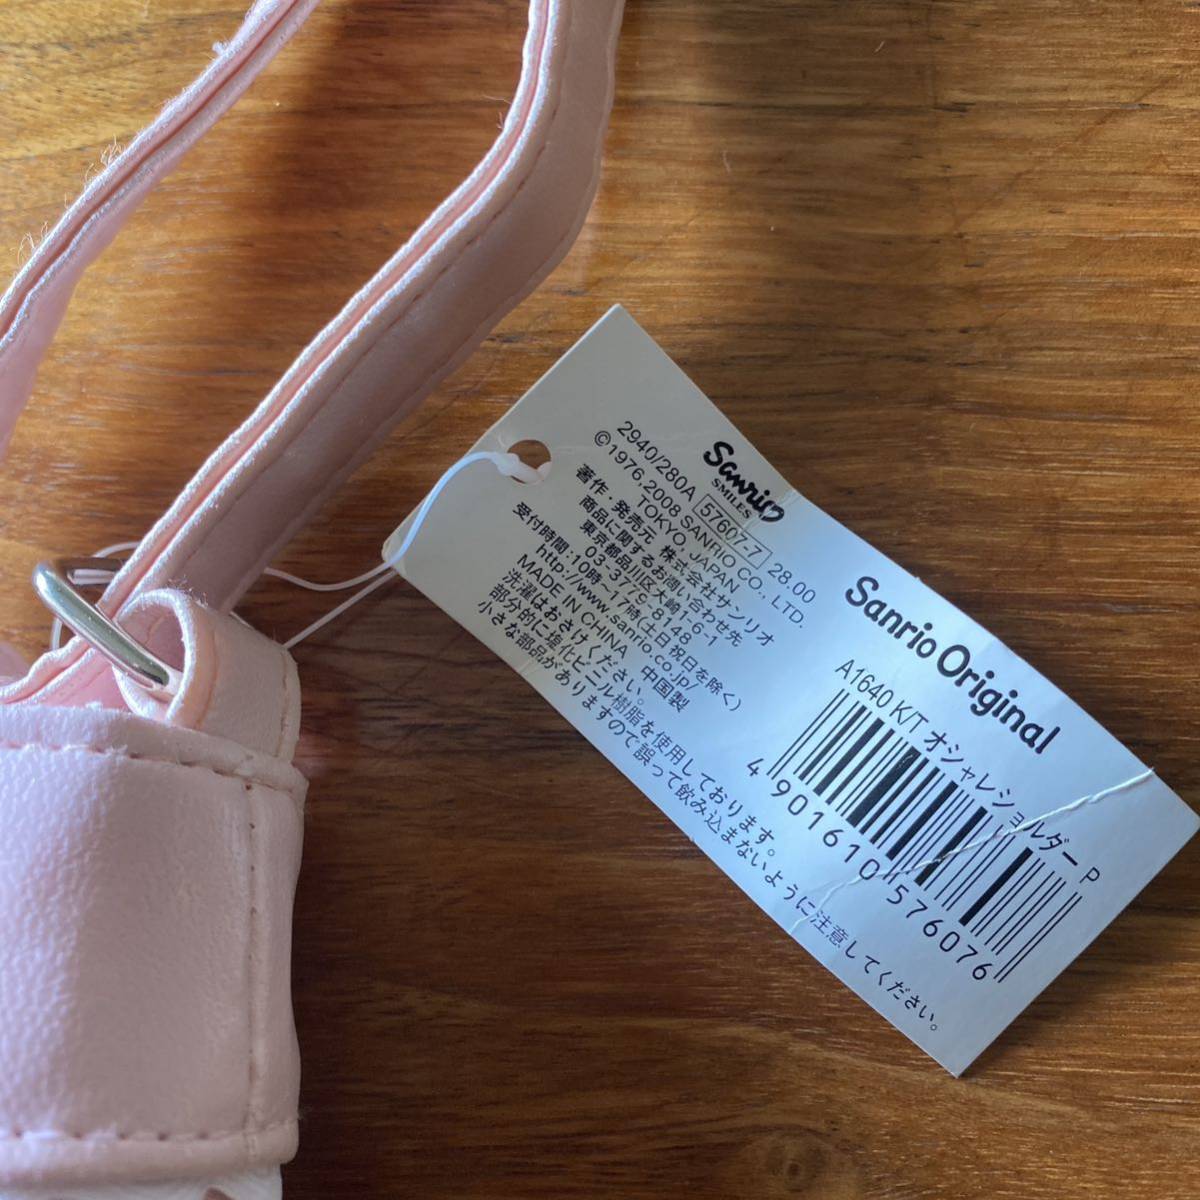 Sanrio
SMILES
2940/280A 57607-7 28.00
©1976,2008 SANRIO CO., LTD.
TOKYO, JAPAN
著作・発売元 株式会社サンリオ
商品に関するお問い合わせ先
東京都品川区大崎1-6-1
03-3779-8148
受付時間:10時~17時(土日祝日を除く)
http://www.sanrio.co.jp/
MADE IN CHINA 中国製
洗濯はおさけください。
部分的に塩化ビニル樹脂を使用しております。
小さな部品がありますので誤って飲み込まないように注意してください。
Sanrio Original
A1640 K/T オシャレショルダー P
4 901610 576076